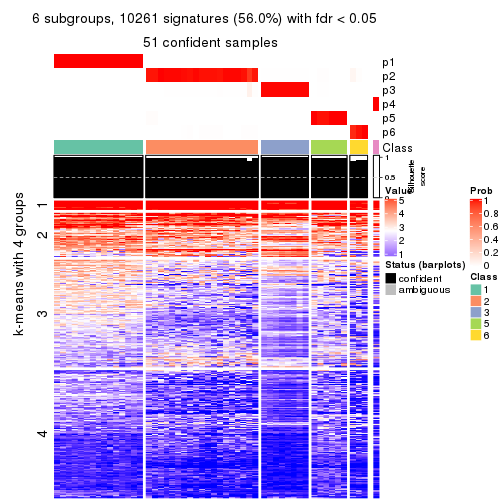 6 subgroups, 10261 signatures (56.0%) with fdr < 0.05
51 confident samples
p1
p2
p3
p4
p5
p6
Class
1
0.5
0
Silhouette
score
k-means with 4 groups
1
2
3
4
Value
5
4
3
2
1
Status (barplots)
confident
ambiguous
Prob
1
0.8
0.6
0.4
0.2
0
Class
1
2
3
5
6